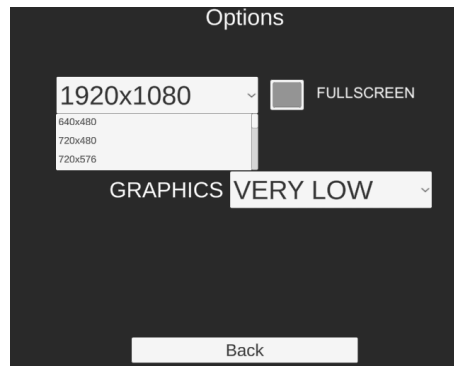 Options
1920x1080
FULLSCREEN
640x480
720x480
720x576
GRAPHICS VERY LOW
Back